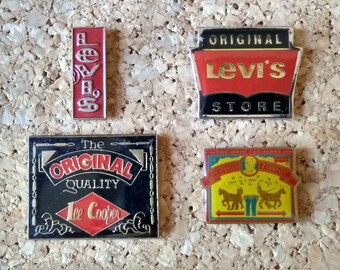 LEVI'S
ORIGINAL
LEVI'S
STORE
The
ORIGINAL
QUALITY
Lee Cooper